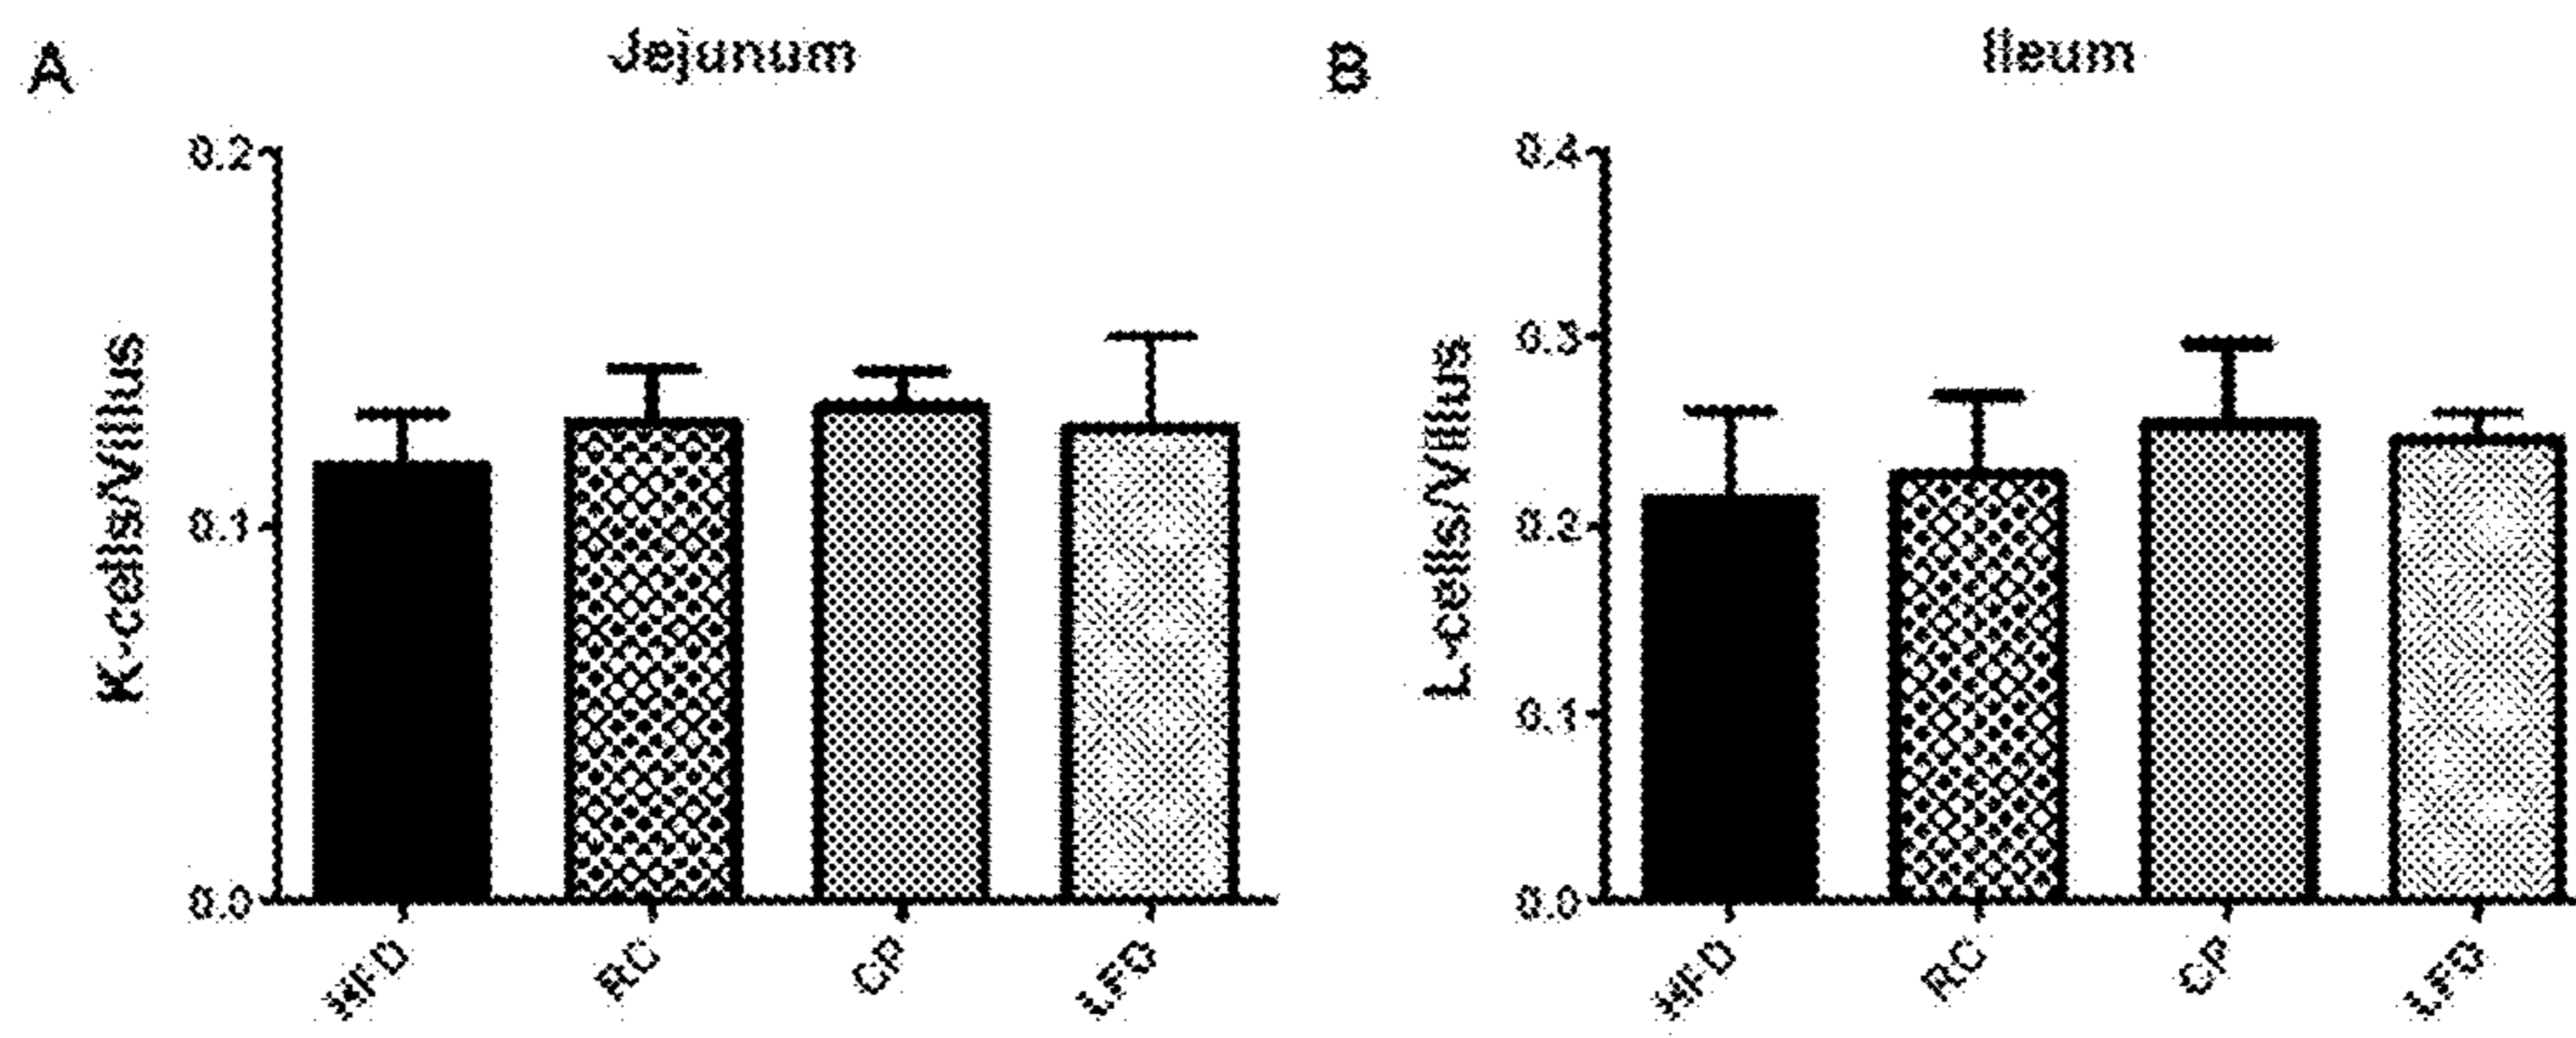 A
Jejunum
K-cells/Villus
0.2
0.1
0.0
HFD
RC
CP
LFD
B
Ileum
L-cells/Villus
0.4
0.3
0.2
0.1
0.0
HFD
RC
CP
LFD